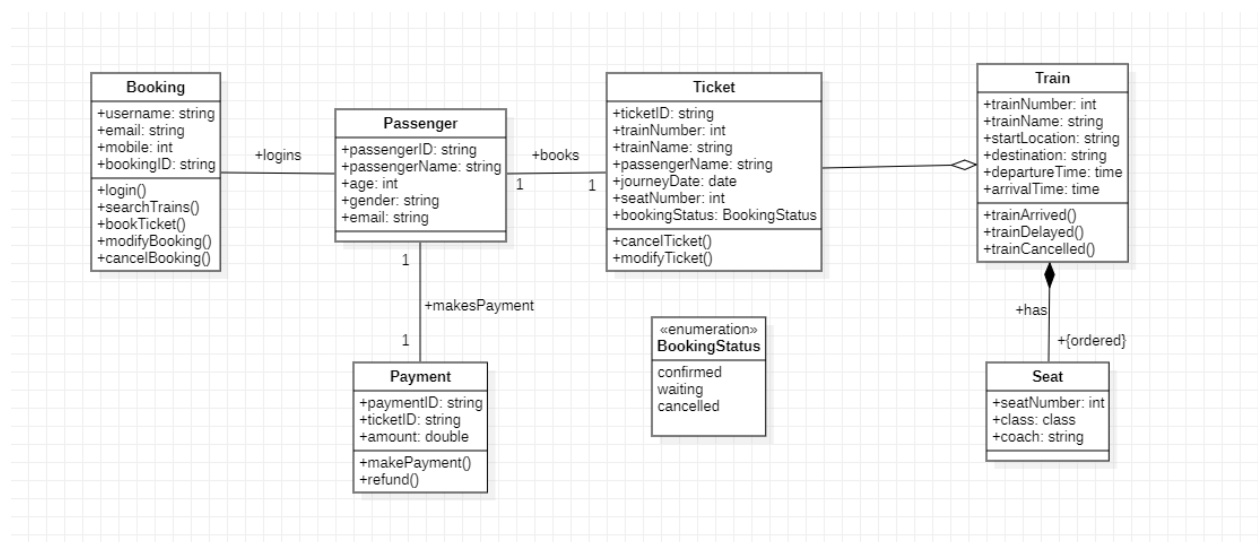 Booking
+username: string
+email: string
+mobile: int
+bookingID: string
+login()
+searchTrains()
+bookTicket()
+modifyBooking()
+cancelBooking()
+logins
Passenger
+passengerID: string
+passengerName: string
+age: int
+gender: string
+email: string
+books
1
1
Ticket
+ticketID: string
+trainNumber: int
+trainName: string
+passengerName: string
+journeyDate: date
+seatNumber: int
+bookingStatus: BookingStatus
+cancelTicket()
+modifyTicket()
Train
+trainNumber: int
+trainName: string
+startLocation: string
+destination: string
+departureTime: time
+arrivalTime: time
+trainArrived()
+trainDelayed()
+trainCancelled()
1
+makesPayment
1
Payment
+paymentID: string
+ticketID: string
+amount: double
+makePayment()
+refund()
«enumeration»
BookingStatus
confirmed
waiting
cancelled
+has
+{ordered}
Seat
+seatNumber: int
+class: class
+coach: string